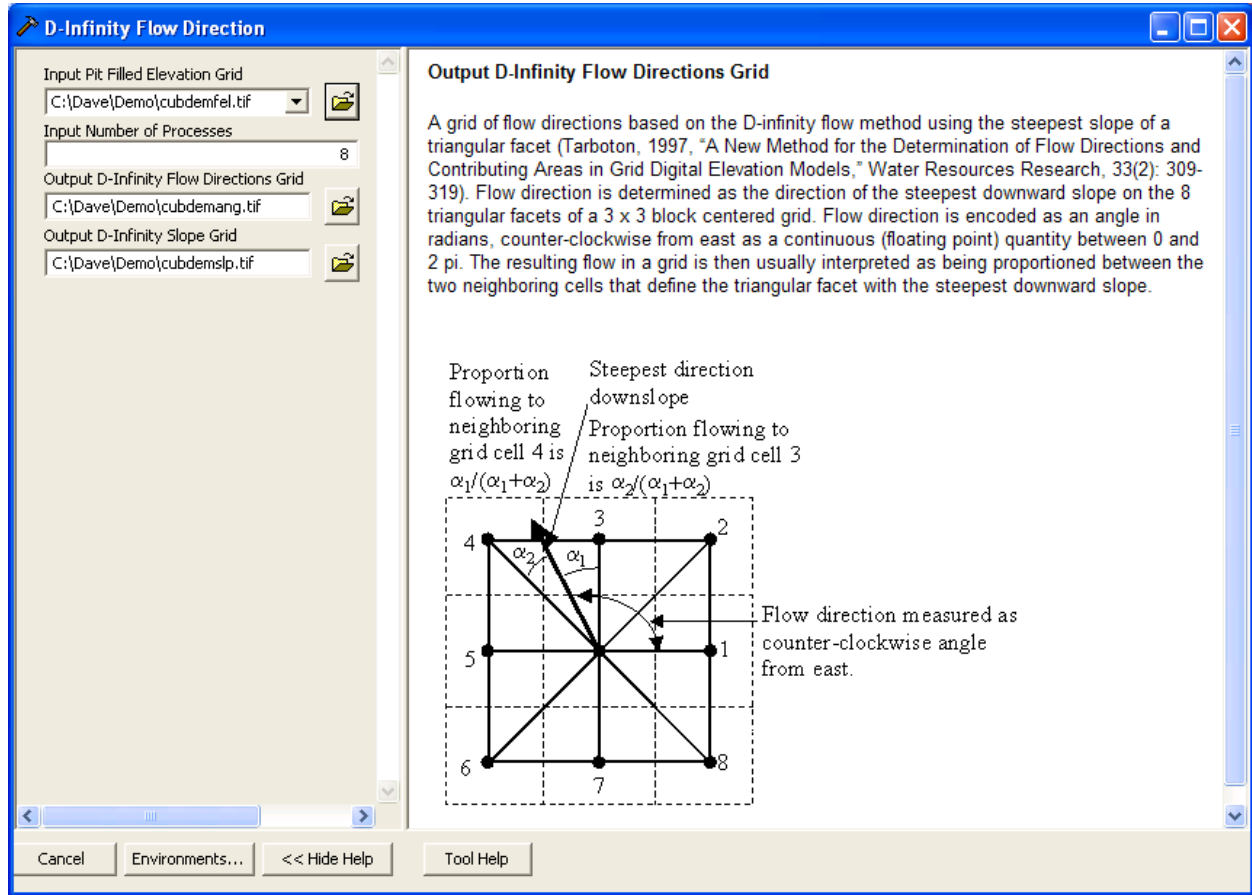 D-Infinity Flow Direction
Input Pit Filled Elevation Grid
C:\Dave\Demo\cubdemfel.tif
Input Number of Processes
8
Output D-Infinity Flow Directions Grid
C:\Dave\Demo\cubdemang.tif
Output D-Infinity Slope Grid
C:\Dave\Demo\cubdemslp.tif
Output D-Infinity Flow Directions Grid
A grid of flow directions based on the D-infinity flow method using the steepest slope of a
triangular facet (Tarboton, 1997, “A New Method for the Determination of Flow Directions and
Contributing Areas in Grid Digital Elevation Models,” Water Resources Research, 33(2): 309-
319). Flow direction is determined as the direction of the steepest downward slope on the 8
triangular facets of a 3 x 3 block centered grid. Flow direction is encoded as an angle in
radians, counter-clockwise from east as a continuous (floating point) quantity between 0 and
2 pi. The resulting flow in a grid is then usually interpreted as being proportioned between the
two neighboring cells that define the triangular facet with the steepest downward slope.
Proportion
flowing to
neighboring
grid cell 4 is
α1/(α1+α2)
Steepest direction
downslope
Proportion flowing to
neighboring grid cell 3
is α2/(α1+α2)
4
3
2
α2
α1
5
1
Flow direction measured as
counter-clockwise angle
from east.
6
7
8
Cancel
Environments...
<< Hide Help
Tool Help